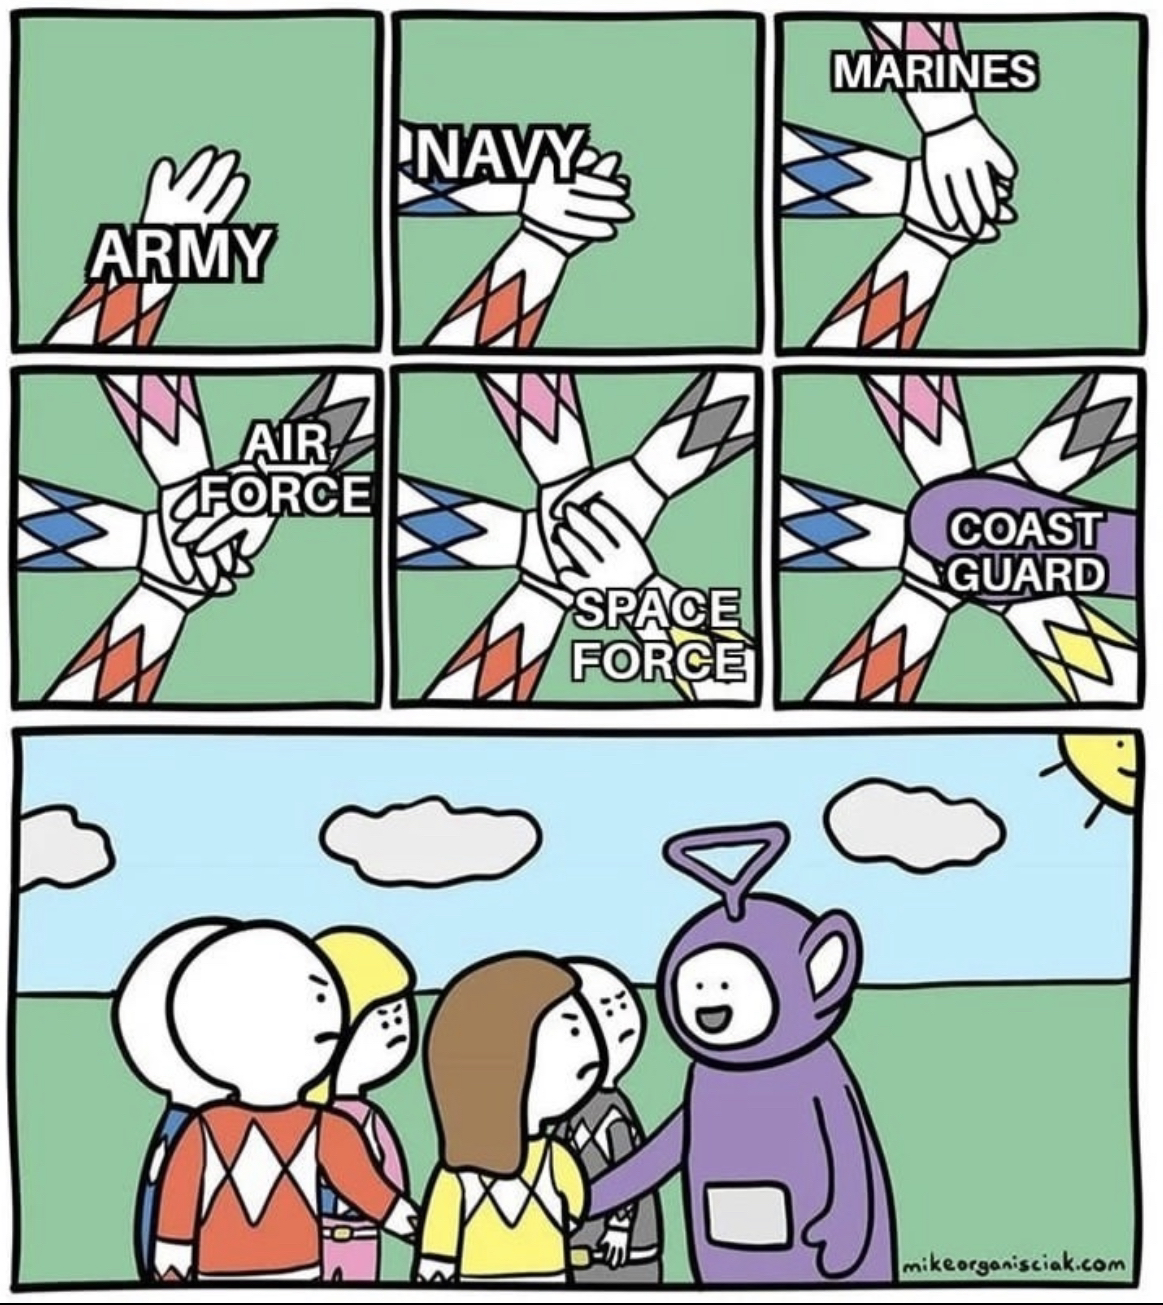 ARMY
NAVY
MARINES
AIR
FORCE
SPACE
FORCE
COAST
GUARD
mikeorganisciak.com